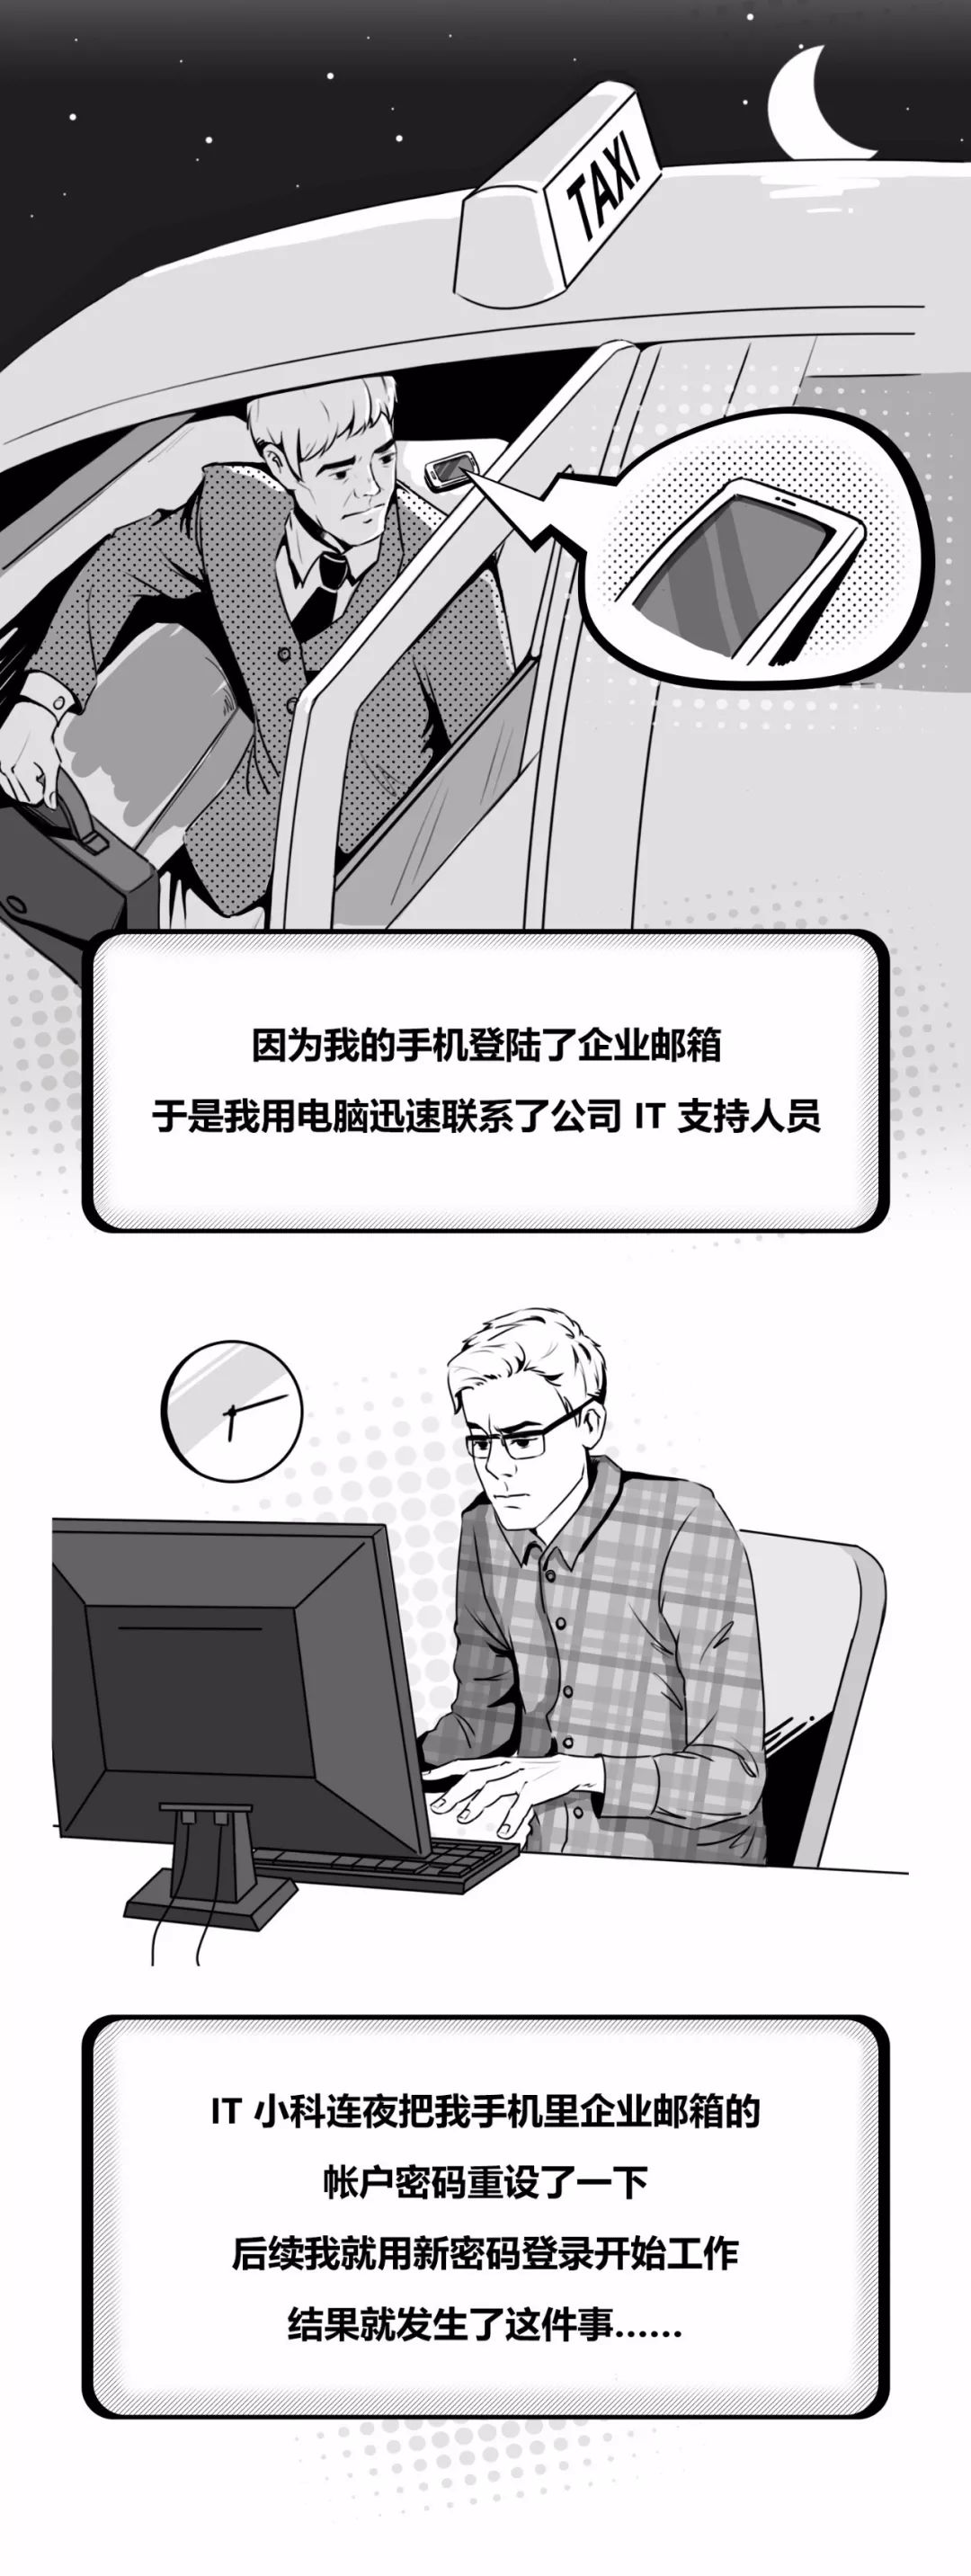 TAXI
因为我的手机登陆了企业邮箱
于是我用电脑迅速联系了公司 IT 支持人员
IT 小科连夜把我手机里企业邮箱的
帐户密码重设了一下
后续我就用新密码登录开始工作
结果就发生了这件事……